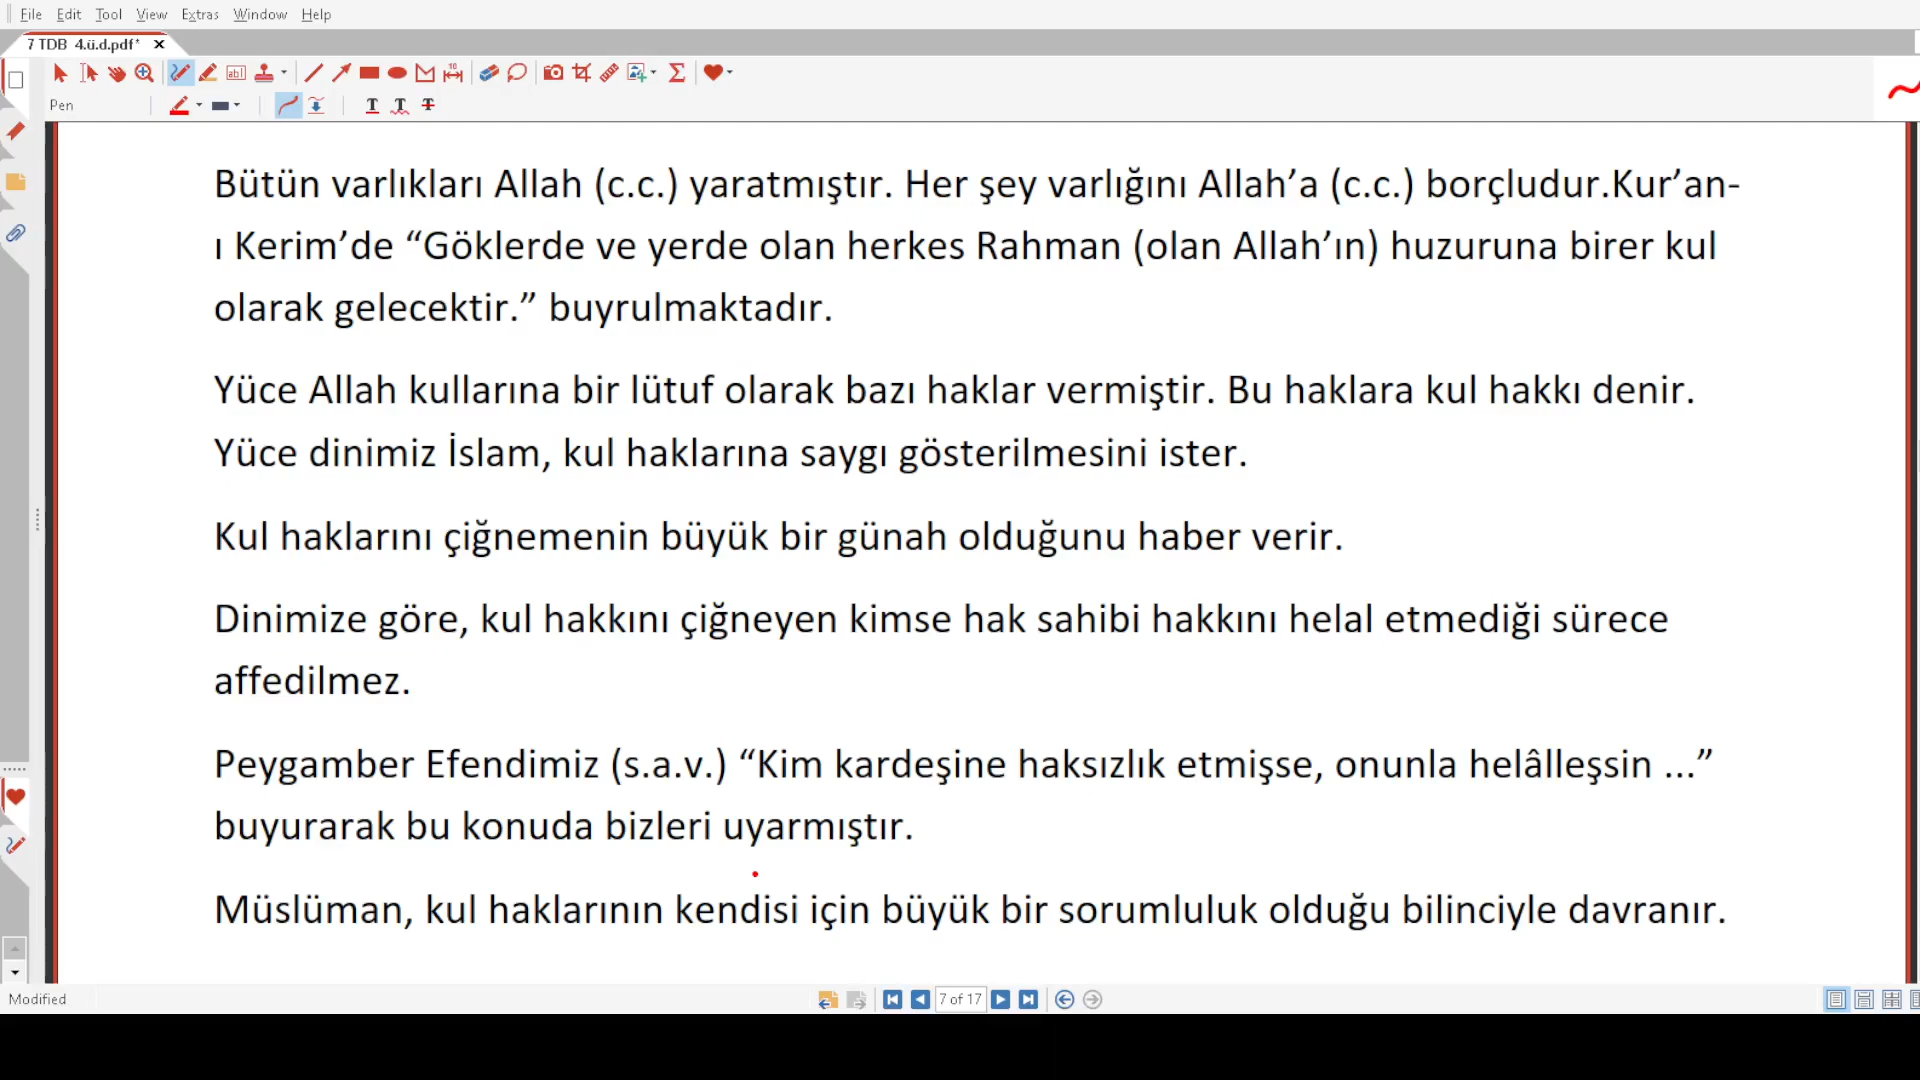 File Edit Tool View Extras Window Help
7 TDB 4.ü.d.pdf*
Pen
Bütün varlıkları Allah (c.c.) yaratmıştır. Her şey varlığını Allah’a (c.c.) borçludur.Kur’an-
ı Kerim’de “Göklerde ve yerde olan herkes Rahman (olan Allah’ın) huzuruna birer kul
olarak gelecektir.” buyrulmaktadır.
Yüce Allah kullarına bir lütuf olarak bazı haklar vermiştir. Bu haklara kul hakkı denir.
Yüce dinimiz İslam, kul haklarına saygı gösterilmesini ister.
Kul haklarını çiğnemenin büyük bir günah olduğunu haber verir.
Dinimize göre, kul hakkını çiğneyen kimse hak sahibi hakkını helal etmediği sürece
affedilmez.
Peygamber Efendimiz (s.a.v.) “Kim kardeşine haksızlık etmişse, onunla helâlleşsin ...”
buyurarak bu konuda bizleri uyarmıştır.
Müslüman, kul haklarının kendisi için büyük bir sorumluluk olduğu bilinciyle davranır.
Modified
7 of 17